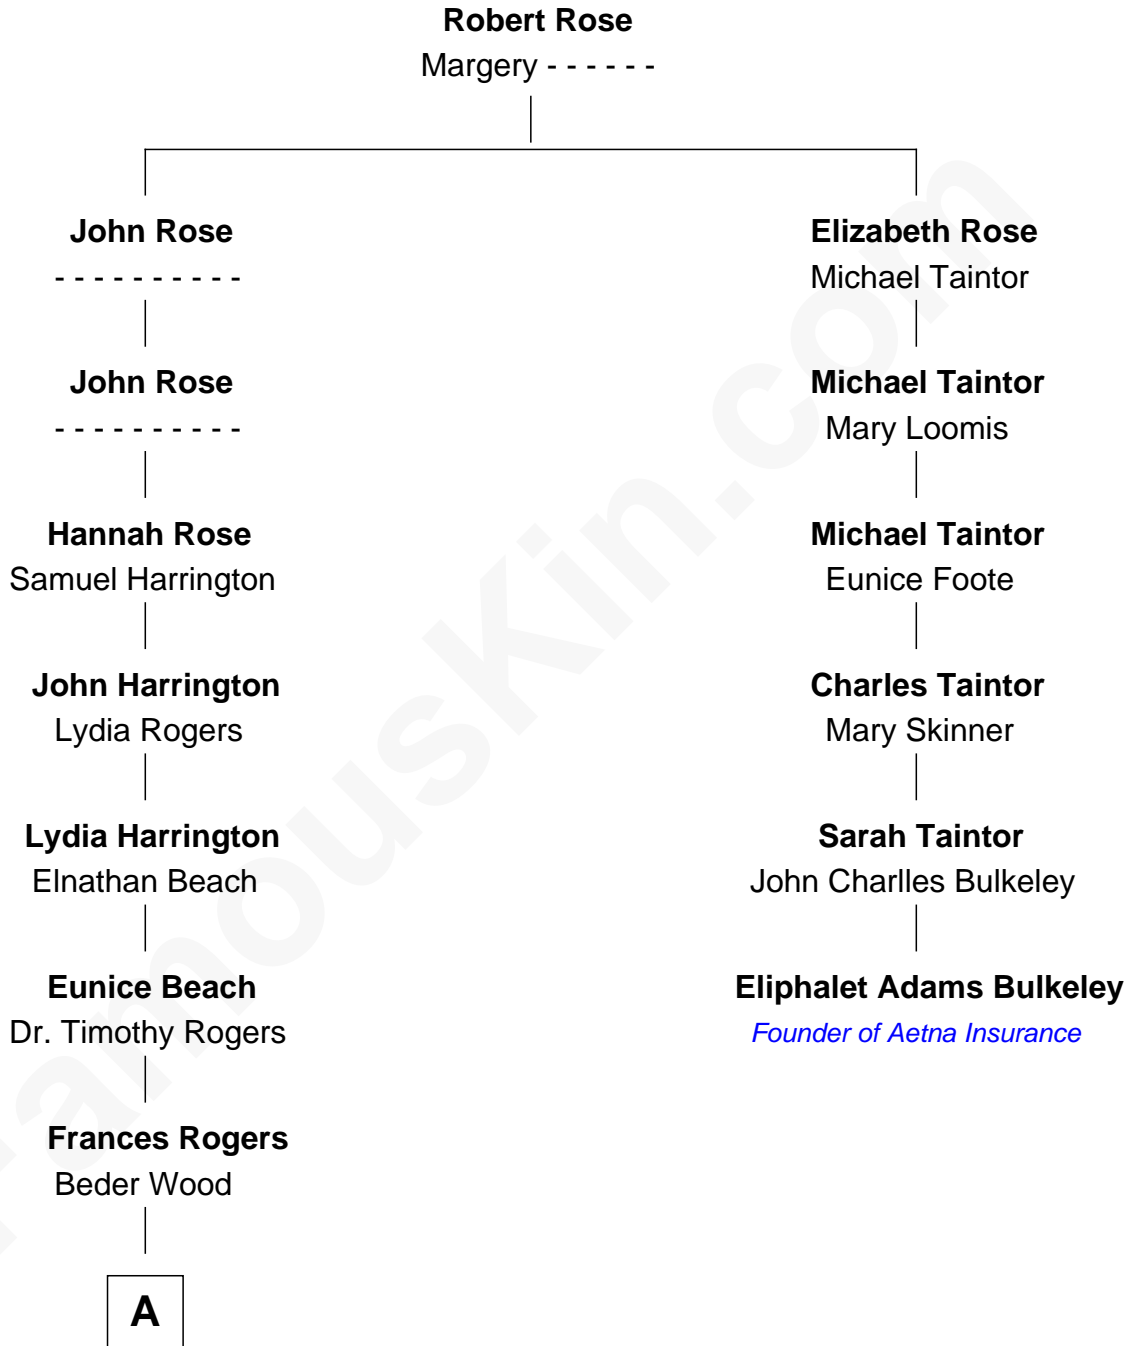 Robert Rose
Margery - - - - - -
John Rose
- - - - - - - - - -
John Rose
- - - - - - - - - -
Hannah Rose
Samuel Harrington
John Harrington
Lydia Rogers
Lydia Harrington
Elnathan Beach
Eunice Beach
Dr. Timothy Rogers
Frances Rogers
Beder Wood
A
Elizabeth Rose
Michael Taintor
Michael Taintor
Mary Loomis
Michael Taintor
Eunice Foote
Charles Taintor
Mary Skinner
Sarah Taintor
John Charlles Bulkeley
Eliphalet Adams Bulkeley
Founder of Aetna Insurance
FamousKin.com